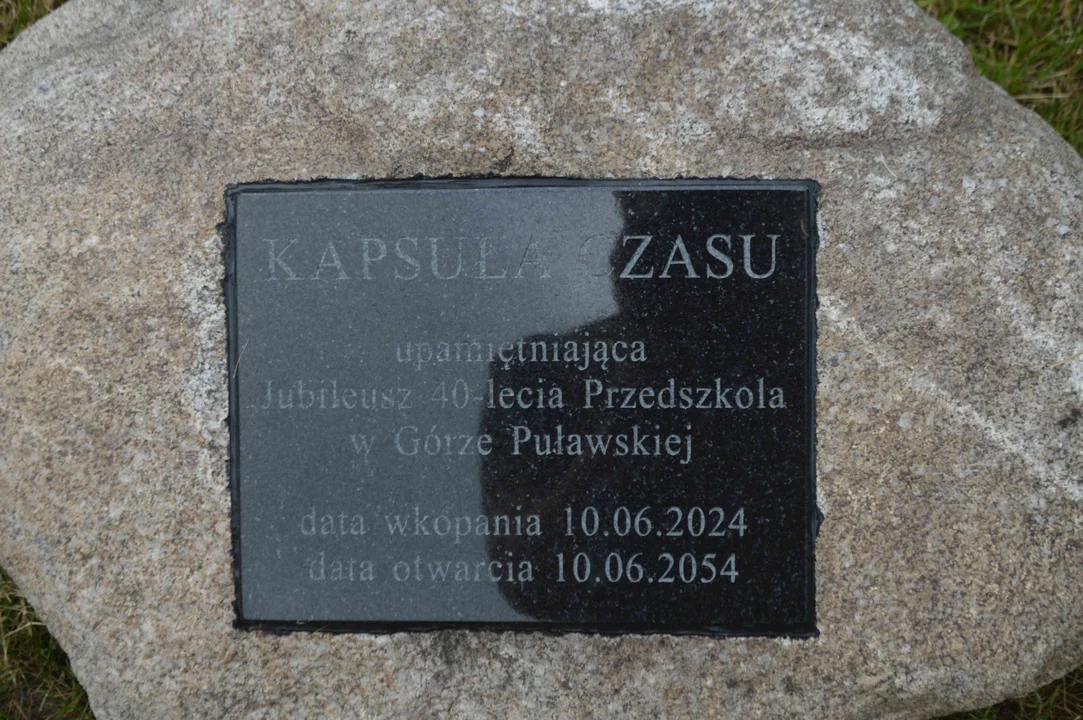 KAPSUŁA CZASU
upamiętniająca
Jubileusz 40-lecia Przedszkola
w Górze Puławskiej
data wkopania 10.06.2024
data otwarcia 10.06.2054